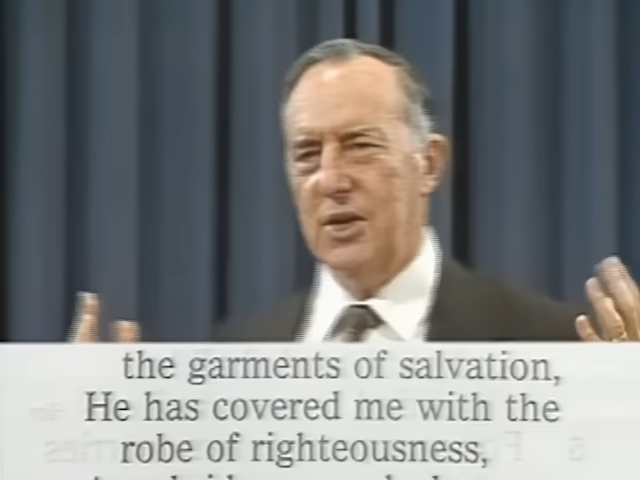 the garments of salvation,
He has covered me with the
robe of righteousness,